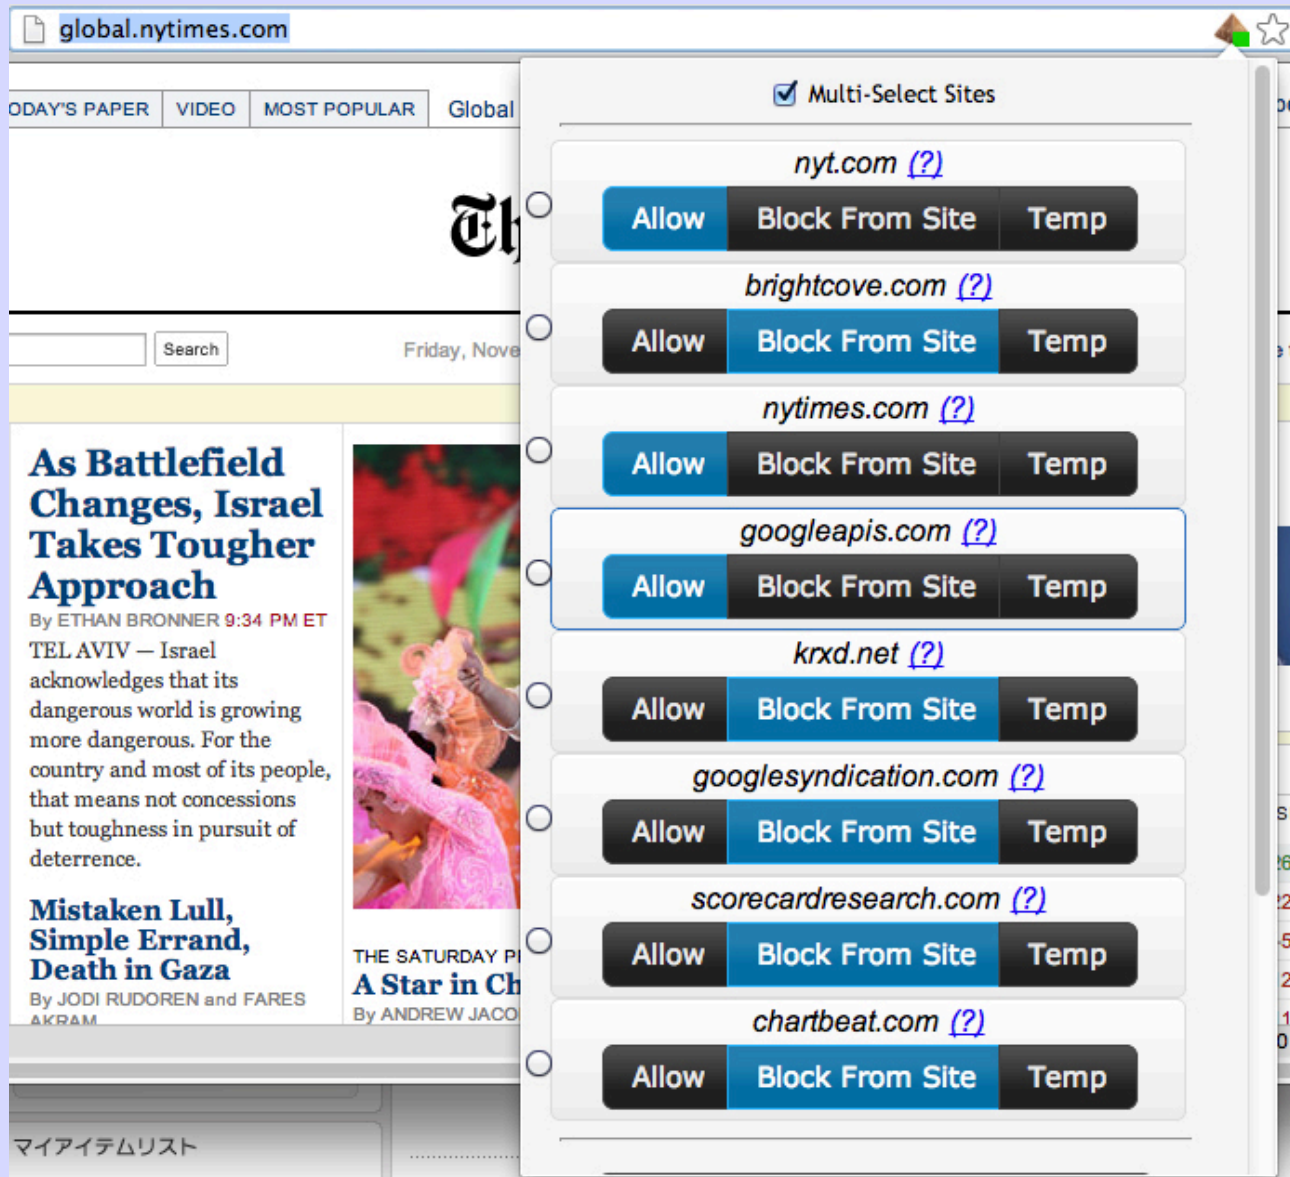 global.nytimes.com
ODAY'S PAPER VIDEO MOST POPULAR Global
Search
Friday, Nove
As Battlefield
Changes, Israel
Takes Tougher
Approach
By ETHAN BRONNER 9:34 PM ET
TEL AVIV — Israel
acknowledges that its
dangerous world is growing
more dangerous. For the
country and most of its people,
that means not concessions
but toughness in pursuit of
deterrence.
Mistaken Lull,
Simple Errand,
Death in Gaza
By JODI RUDOREN and FARES
AKRAM
THE SATURDAY P
A Star in Ch
By ANDREW JACO
マイアイテムリスト
Multi-Select Sites
nyt.com (?)
Allow Block From Site Temp
brightcove.com (?)
Allow Block From Site Temp
nytimes.com (?)
Allow Block From Site Temp
googleapis.com (?)
Allow Block From Site Temp
krxd.net (?)
Allow Block From Site Temp
googlesyndication.com (?)
Allow Block From Site Temp
scorecardresearch.com (?)
Allow Block From Site Temp
chartbeat.com (?)
Allow Block From Site Temp